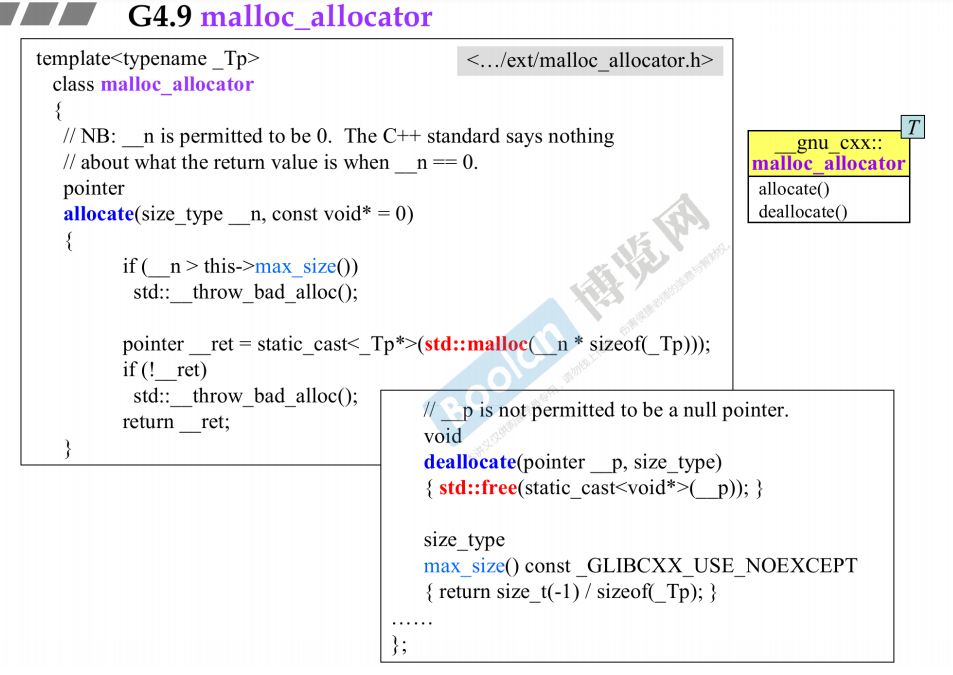 G4.9 malloc_allocator
template<typename _Tp>
<…/ext/malloc_allocator.h>
class malloc_allocator
{
// NB: __n is permitted to be 0. The C++ standard says nothing
// about what the return value is when __n == 0.
pointer
allocate(size_type __n, const void* = 0)
{
if (__n > this->max_size())
std::__throw_bad_alloc();
pointer __ret = static_cast<_Tp*>(std::malloc(__n * sizeof(_Tp)));
if (!__ret)
std::__throw_bad_alloc();
return __ret;
}
// __p is not permitted to be a null pointer.
void
deallocate(pointer __p, size_type)
{ std::free(static_cast<void*>(__p)); }
size_type
max_size() const _GLIBCXX_USE_NOEXCEPT
{ return size_t(-1) / sizeof(_Tp); }
……
};
T
__gnu_cxx::
malloc_allocator
allocate()
deallocate()
Boolan 博览网